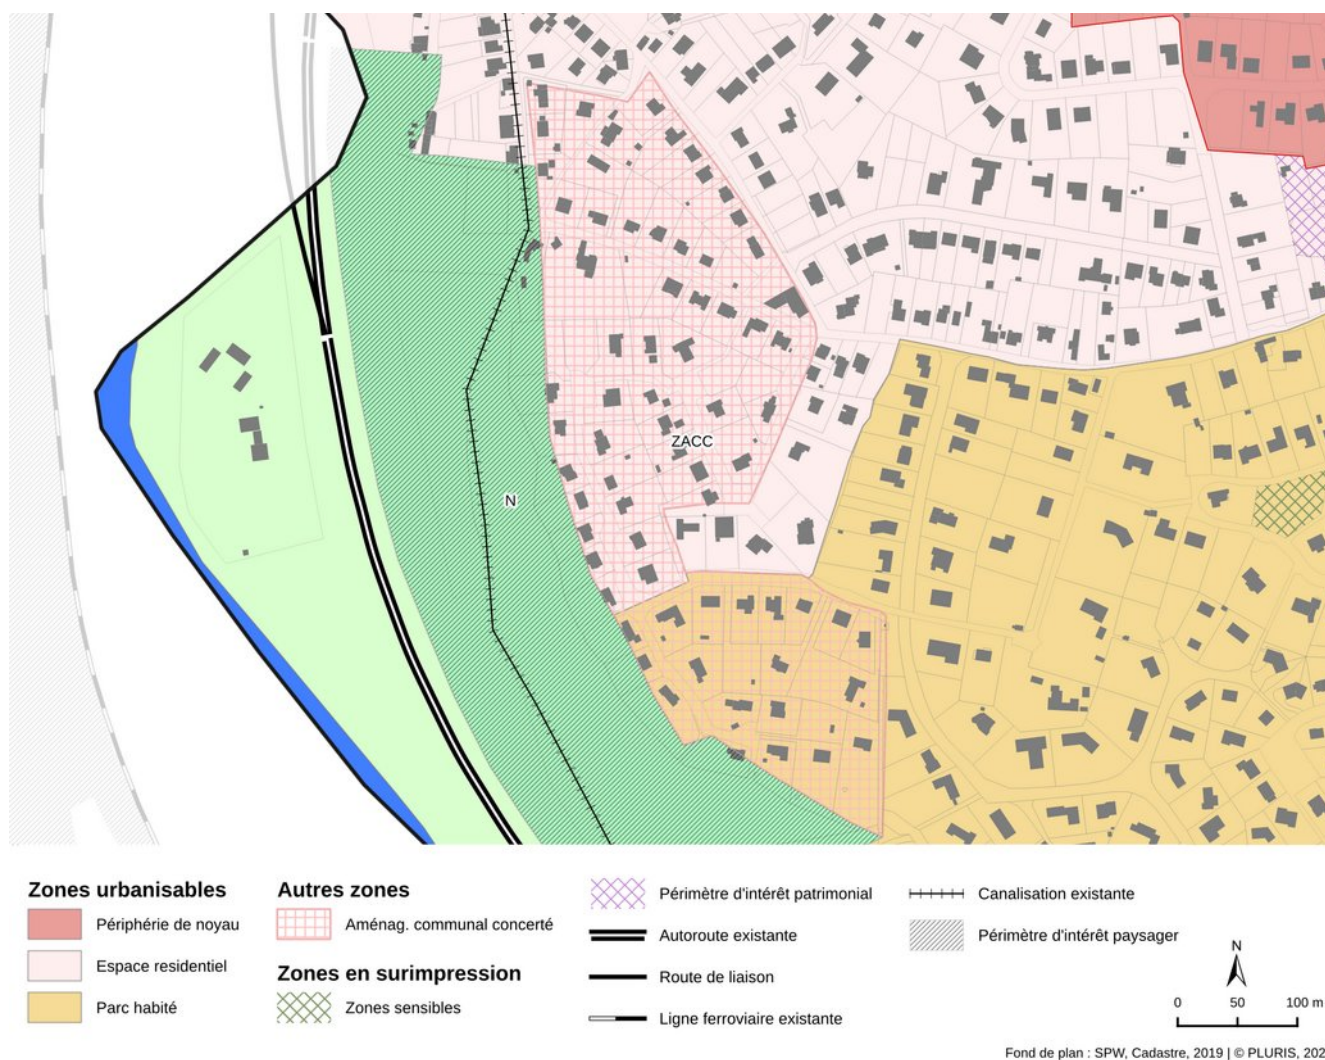 ZACC
N
Zones urbanisables
Périphérie de noyau
Espace residentiel
Parc habité
Autres zones
Aménag. communal concerté
Zones en surimpression
Zones sensibles
Périmètre d'intérêt patrimonial
Autoroute existante
Route de liaison
Ligne ferroviaire existante
Canalisation existante
Périmètre d'intérêt paysager
N
0 50 100 m
Fond de plan : SPW, Cadastre, 2019 | © PLURIS, 202